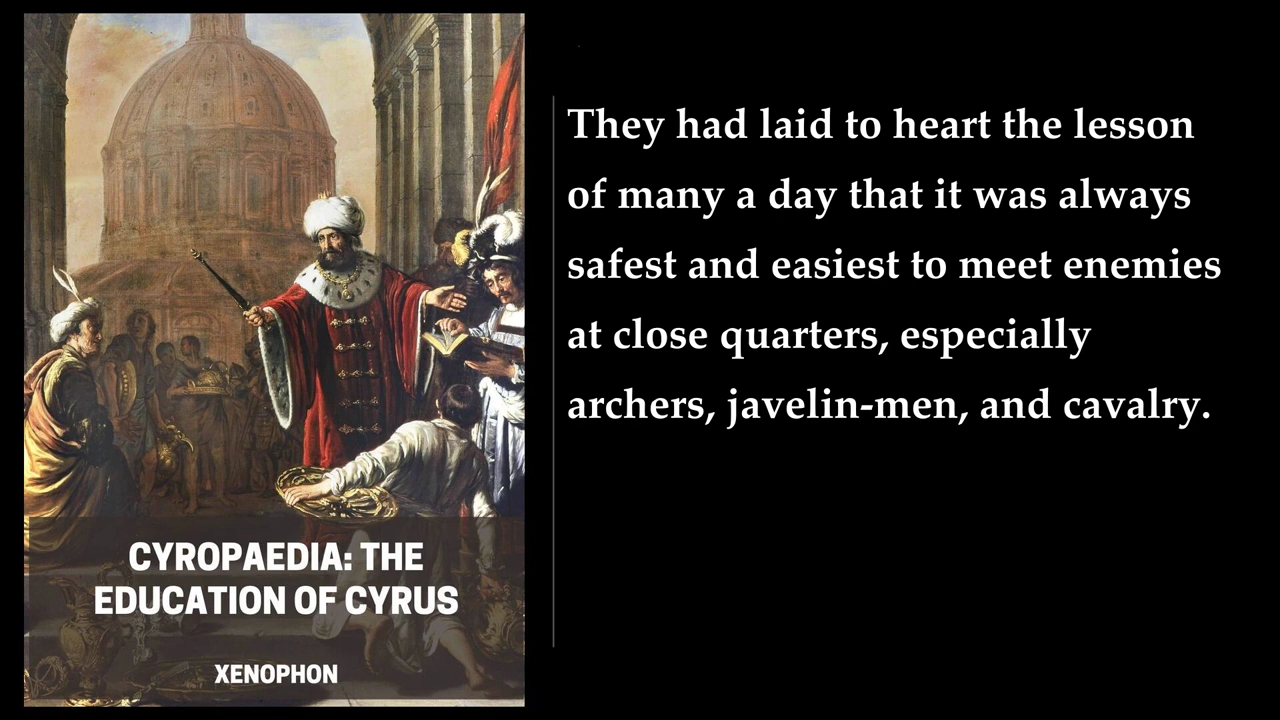 They had laid to heart the lesson
of many a day that it was always
safest and easiest to meet enemies
at close quarters, especially
archers, javelin-men, and cavalry.
CYROPAEDIA: THE
EDUCATION OF CYRUS
XENOPHON